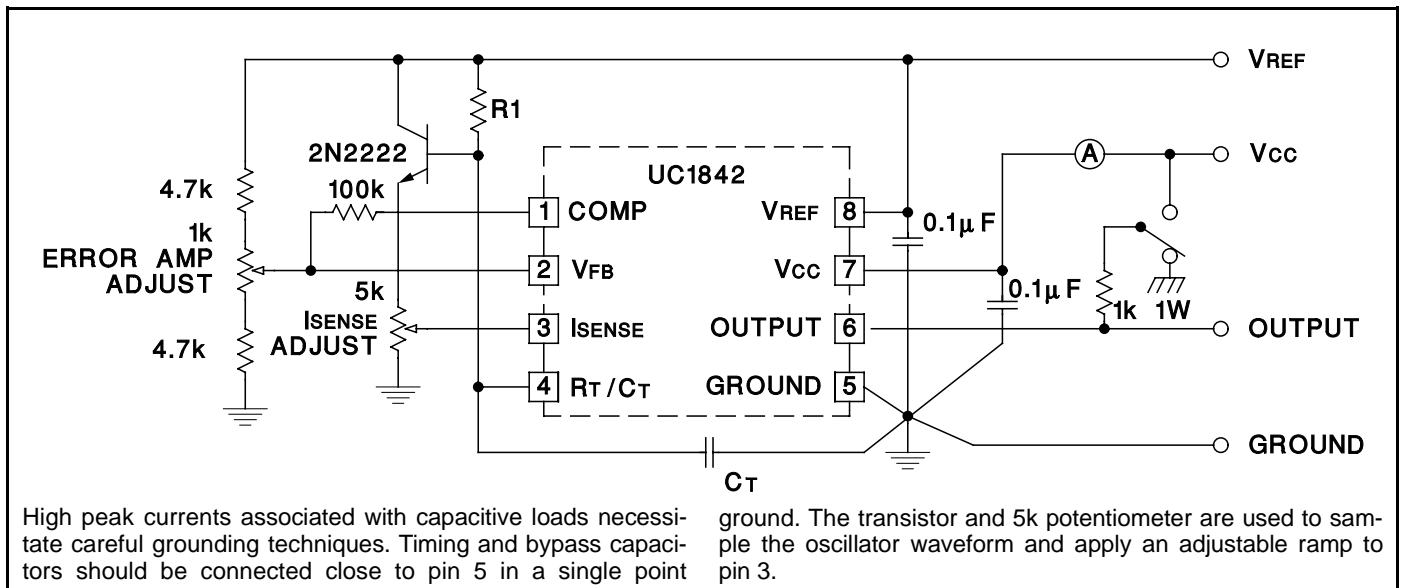 VREF
R1
A
VCC
2N2222
UC1842
4.7k
100k
1 COMP
VREF 8
0.1µF
1k
ERROR AMP
ADJUST
2 VFB
VCC 7
5k
0.1µF
1k 1W
ISENSE
ADJUST
3 ISENSE
OUTPUT 6
OUTPUT
4.7k
4 RT/CT
GROUND 5
GROUND
CT
High peak currents associated with capacitive loads necessi-
tate careful grounding techniques. Timing and bypass capaci-
tors should be connected close to pin 5 in a single point
ground. The transistor and 5k potentiometer are used to sam-
ple the oscillator waveform and apply an adjustable ramp to
pin 3.